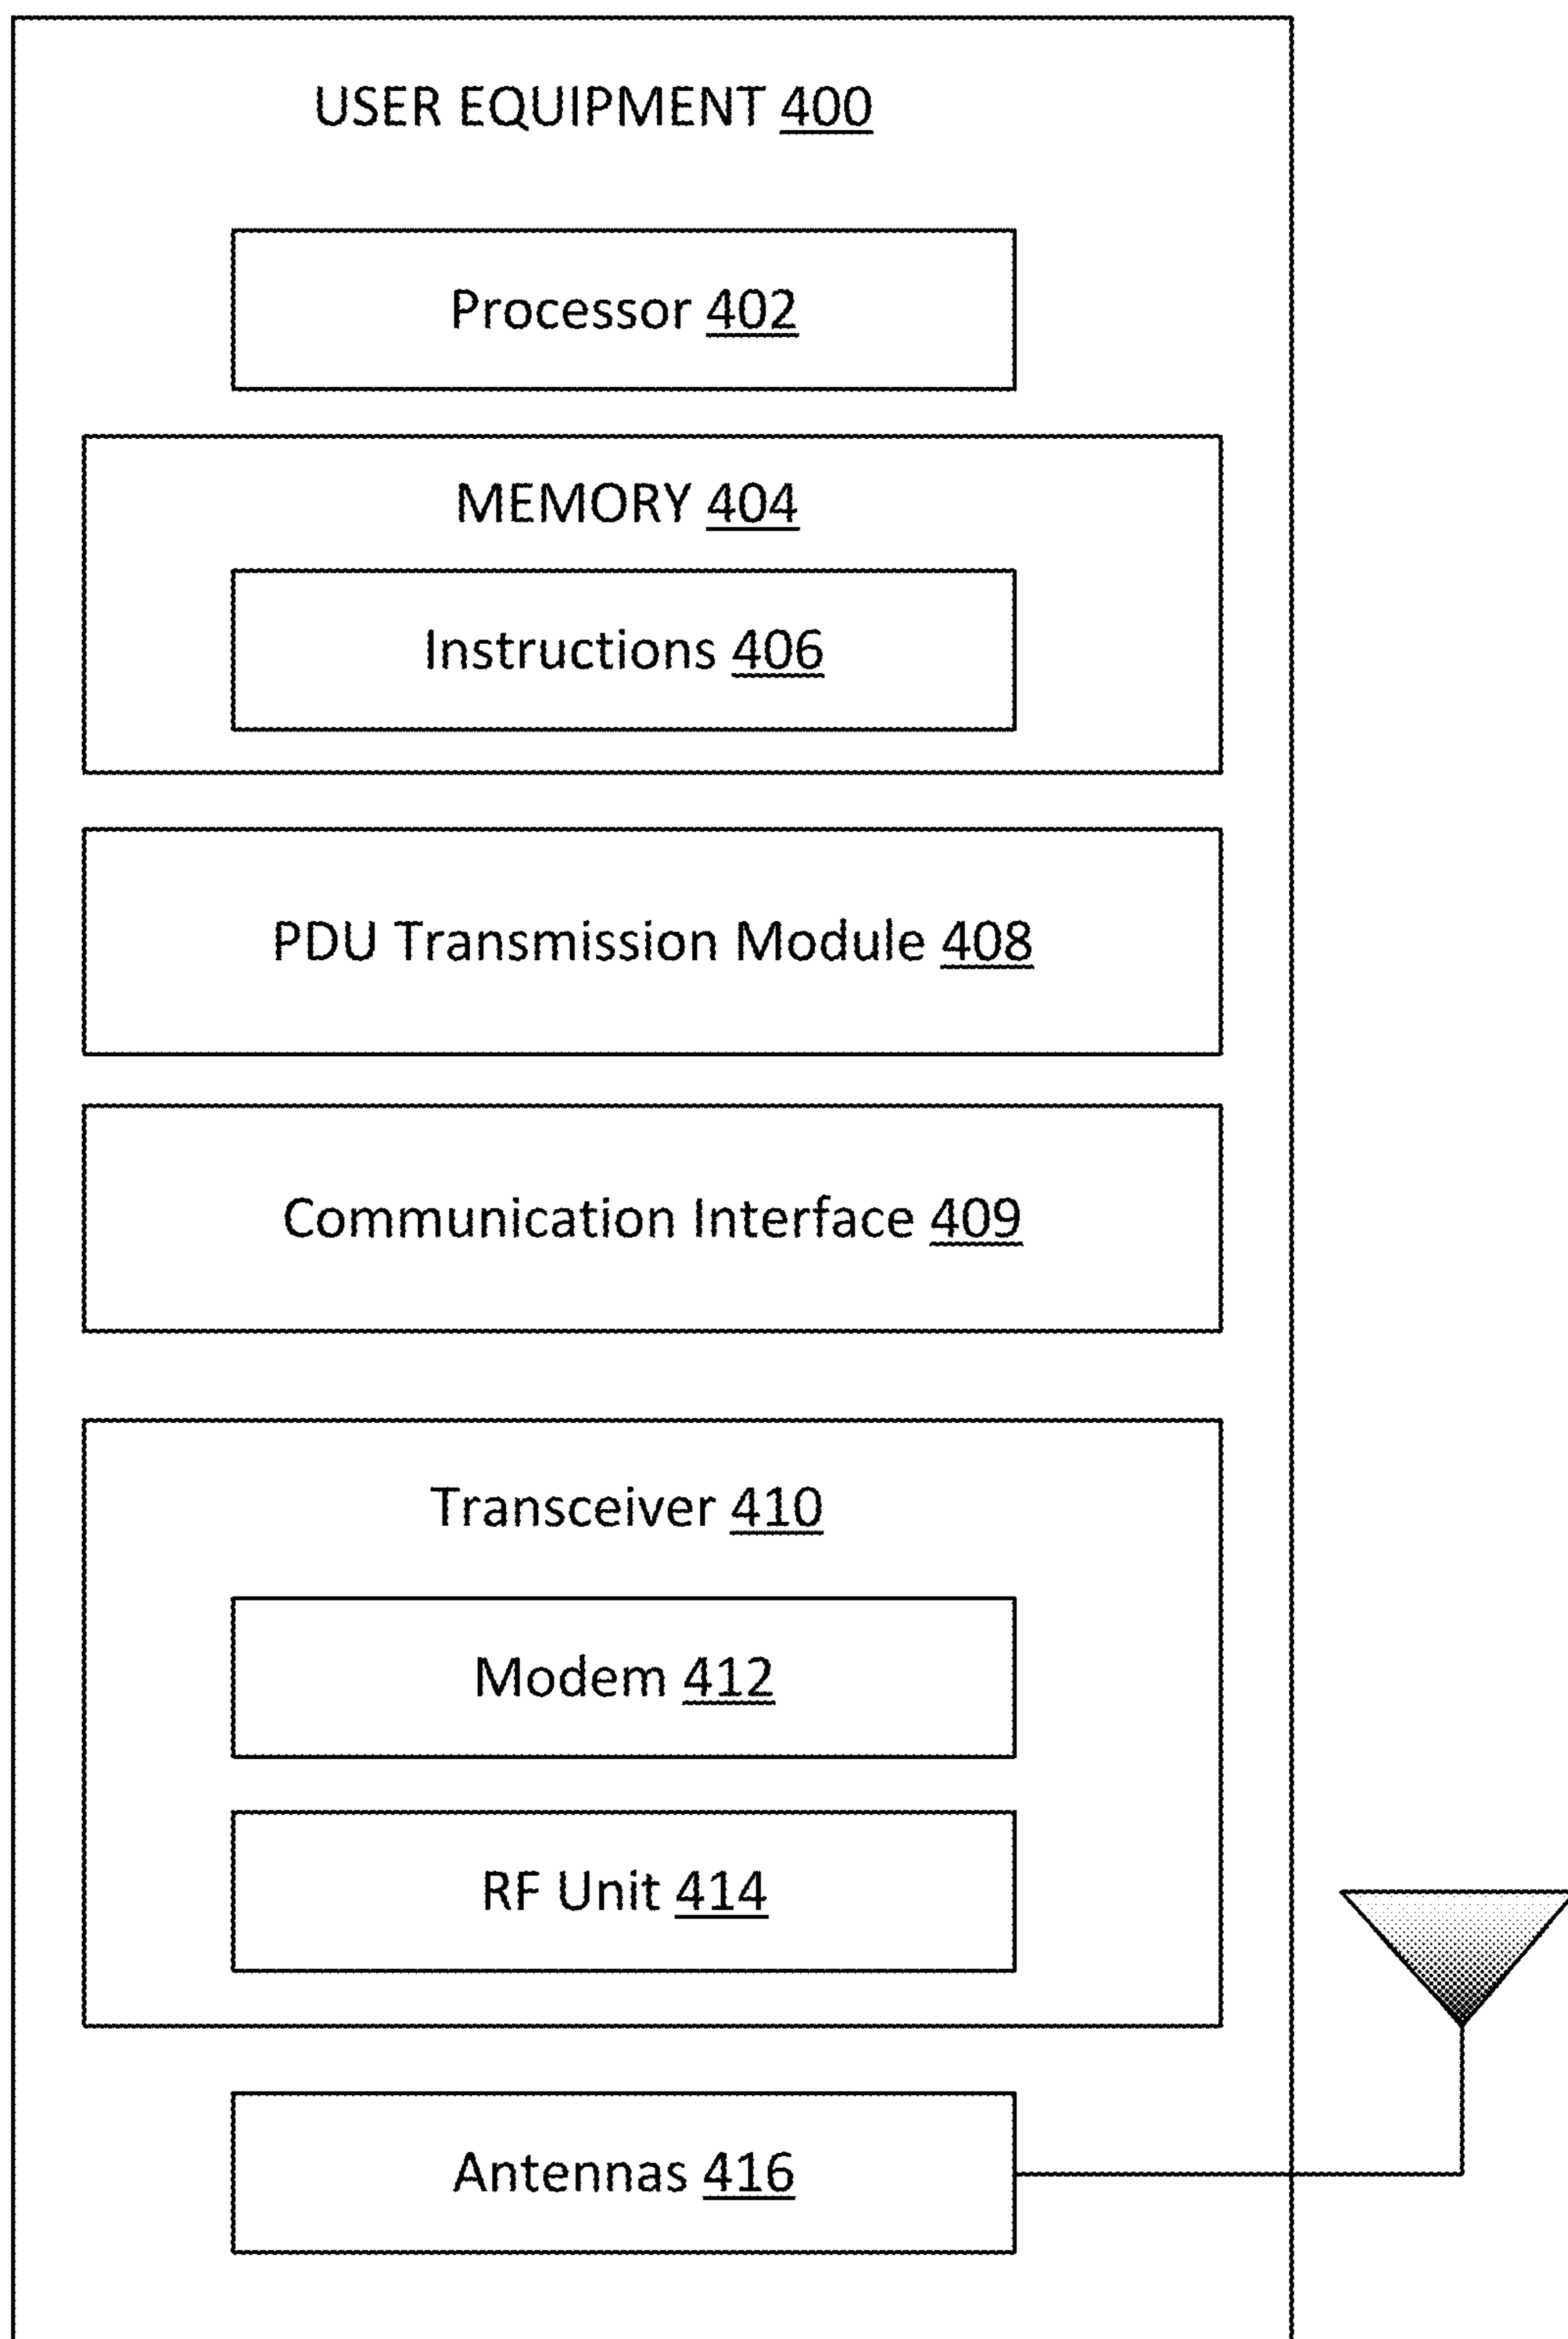 USER EQUIPMENT 400
Processor 402
MEMORY 404
Instructions 406
PDU Transmission Module 408
Communication Interface 409
Transceiver 410
Modem 412
RF Unit 414
Antennas 416